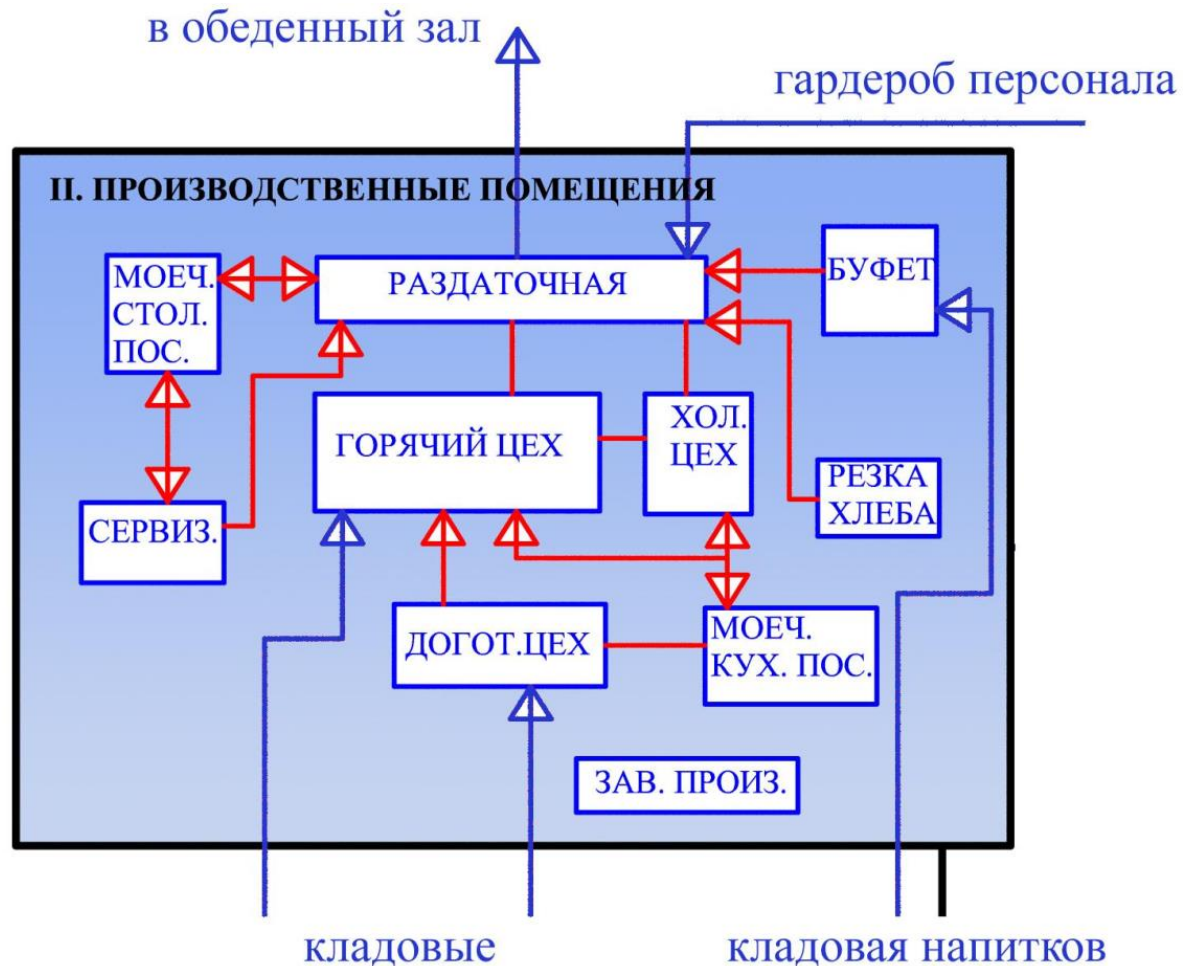 в обеденный зал
гардероб персонала
II. ПРОИЗВОДСТВЕННЫЕ ПОМЕЩЕНИЯ
МОЕЧ.
СТОЛ.
ПОС.
РАЗДАТОЧНАЯ
БУФЕТ
ГОРЯЧИЙ ЦЕХ
ХОЛ.
ЦЕХ
РЕЗКА
ХЛЕБА
СЕРВИЗ.
ДОГОТ.ЦЕХ
МОЕЧ.
КУХ. ПОС.
ЗАВ. ПРОИЗ.
кладовые
кладовая напитков